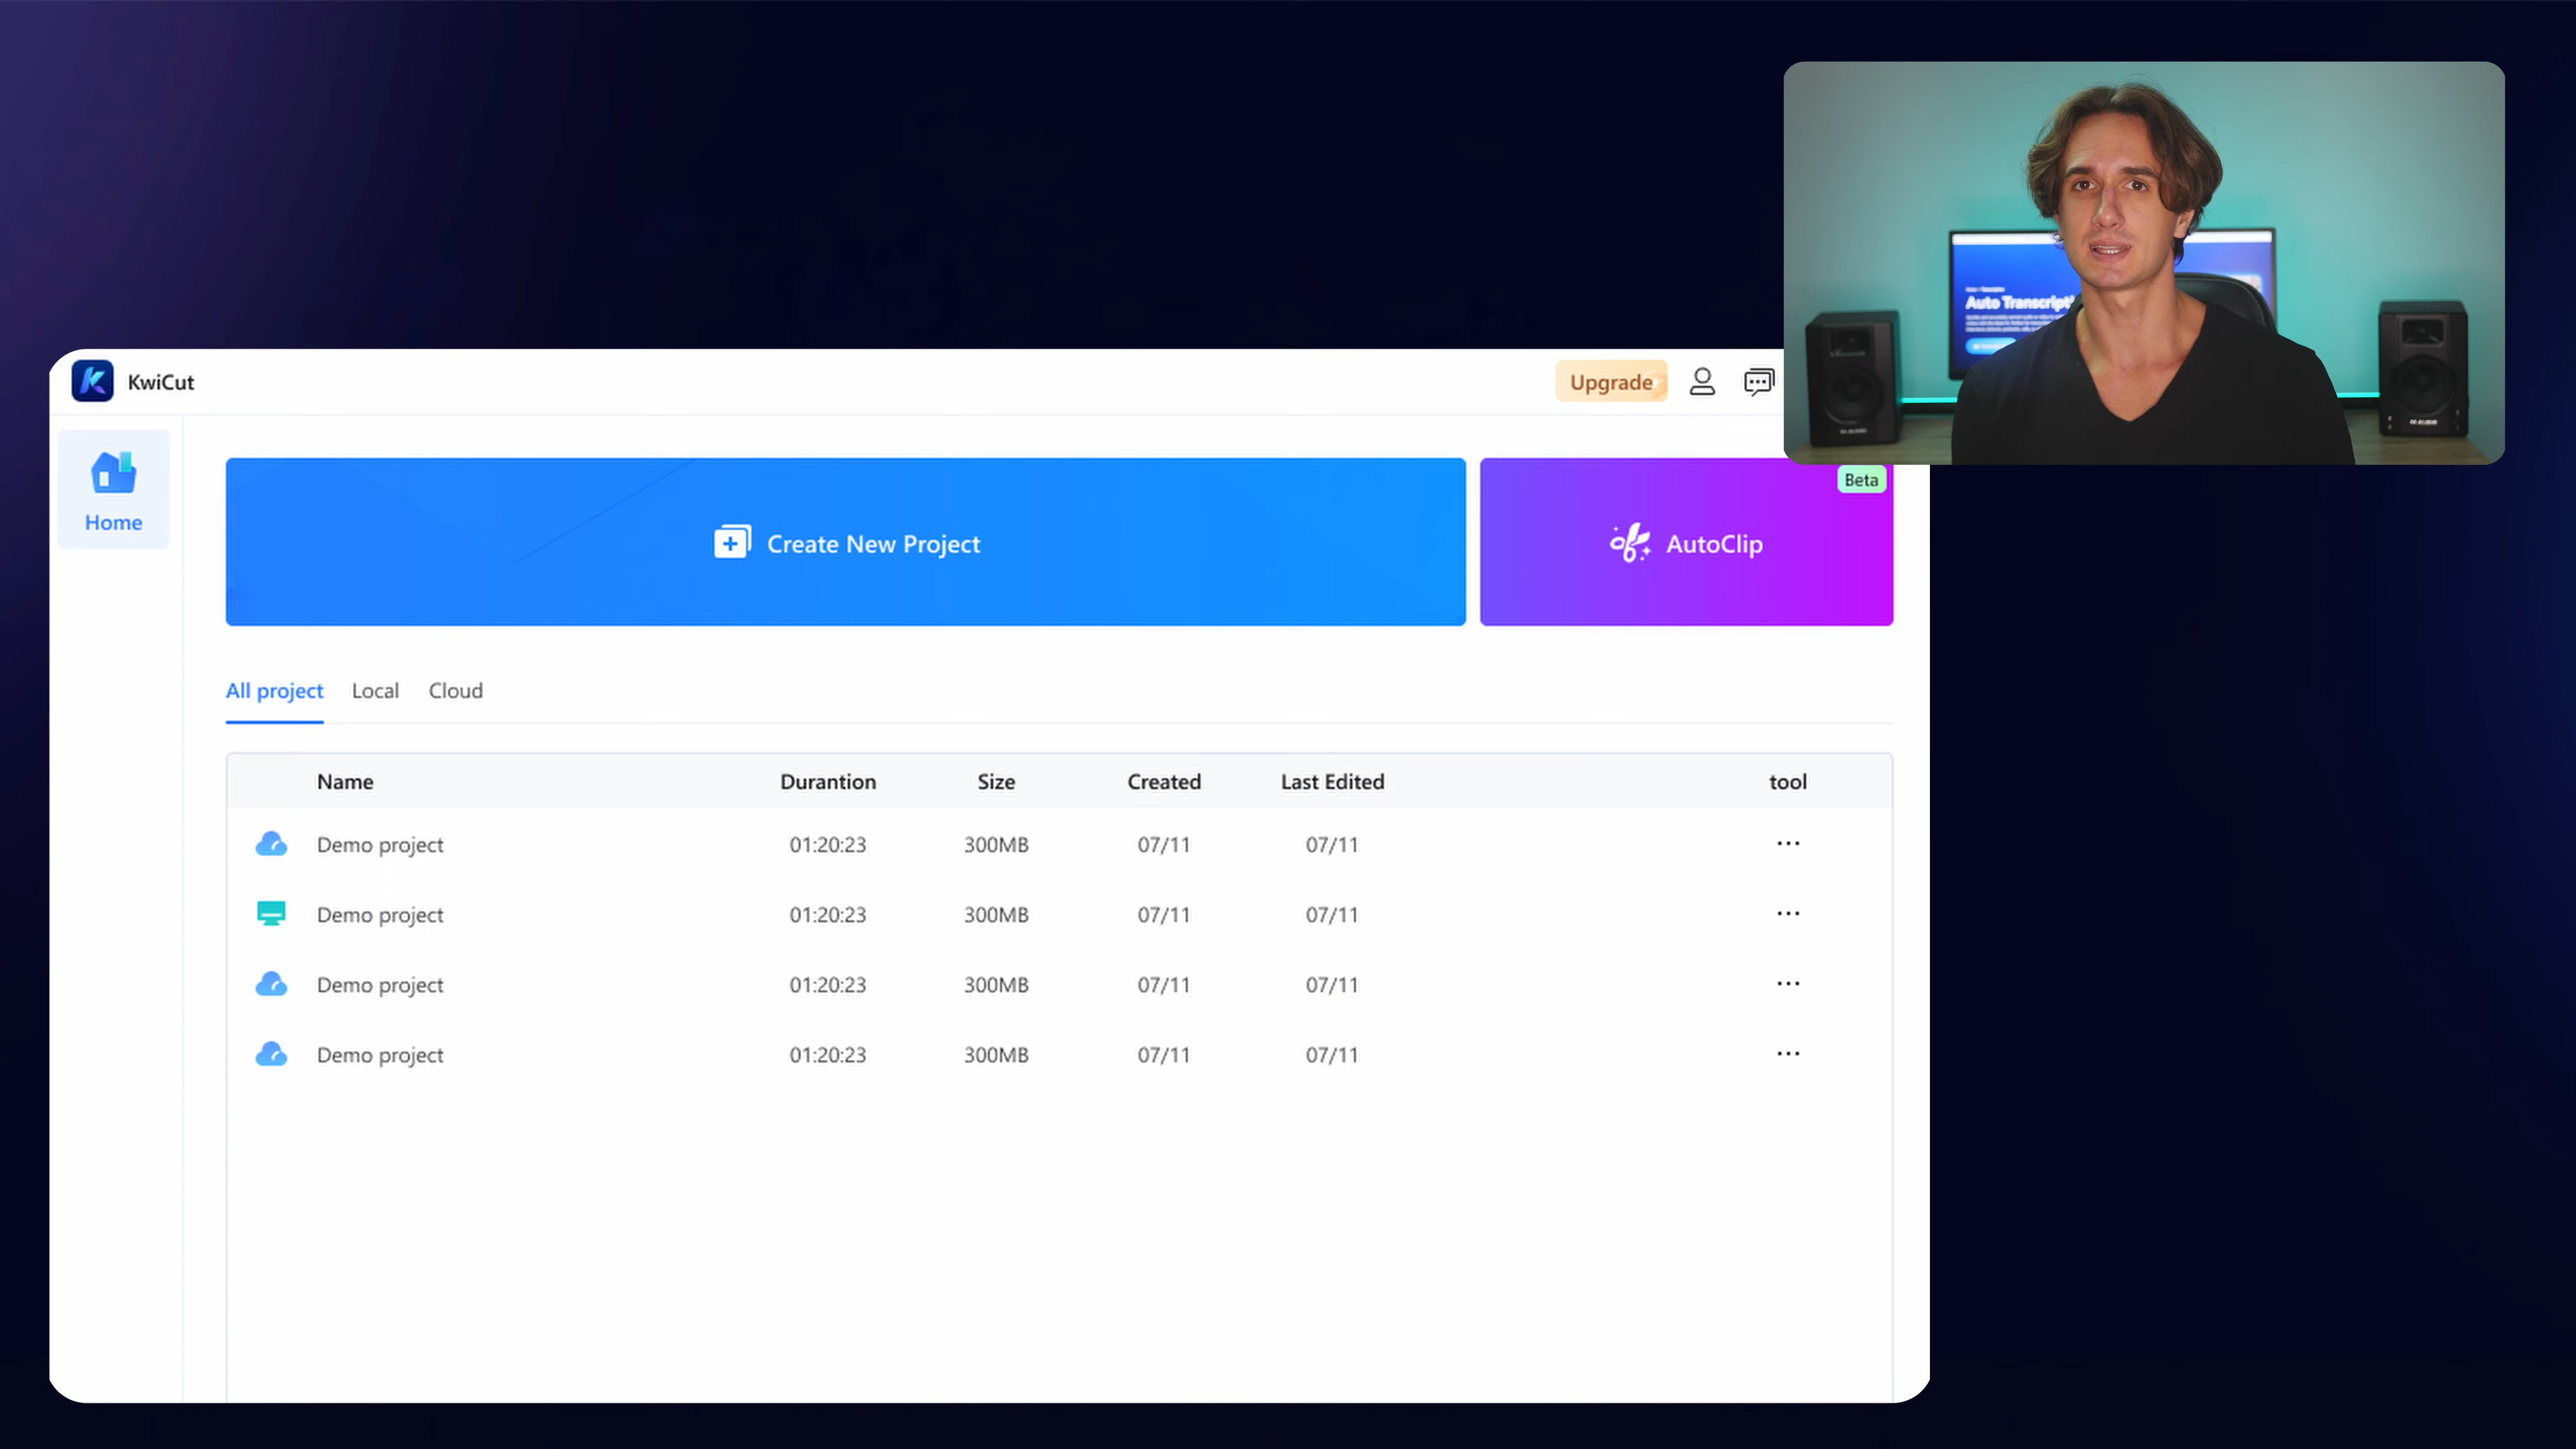 KwiCut
Upgrade
Auto Transcript
Home
Create New Project
AutoClip
Beta
All project
Local
Cloud
Name Durantion Size Created Last Edited tool
Demo project 01:20:23 300MB 07/11 07/11
Demo project 01:20:23 300MB 07/11 07/11
Demo project 01:20:23 300MB 07/11 07/11
Demo project 01:20:23 300MB 07/11 07/11